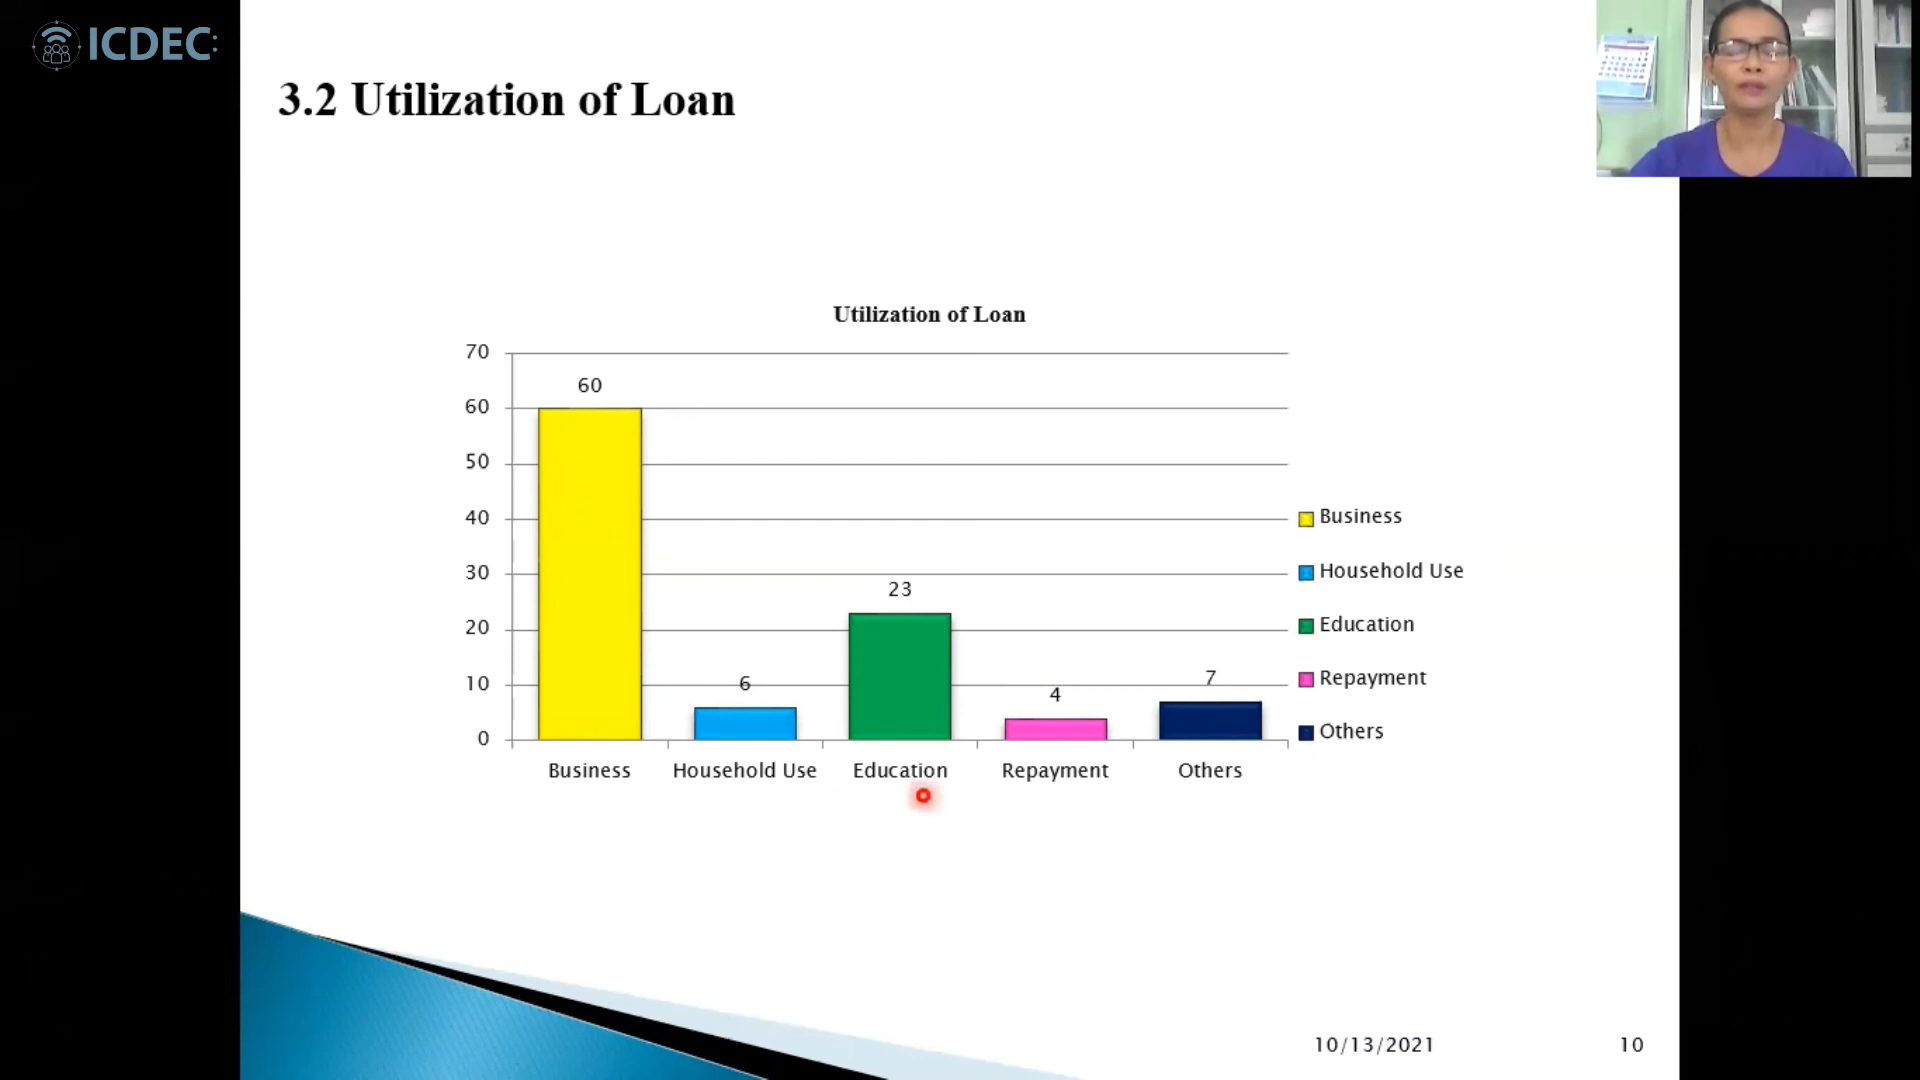 ICDEC:
3.2 Utilization of Loan
Utilization of Loan
70
60
50
40
30
20
10
0
60
6
23
4
7
Business
Household Use
Education
Repayment
Others
Business
Household Use
Education
Repayment
Others
10/13/2021
10